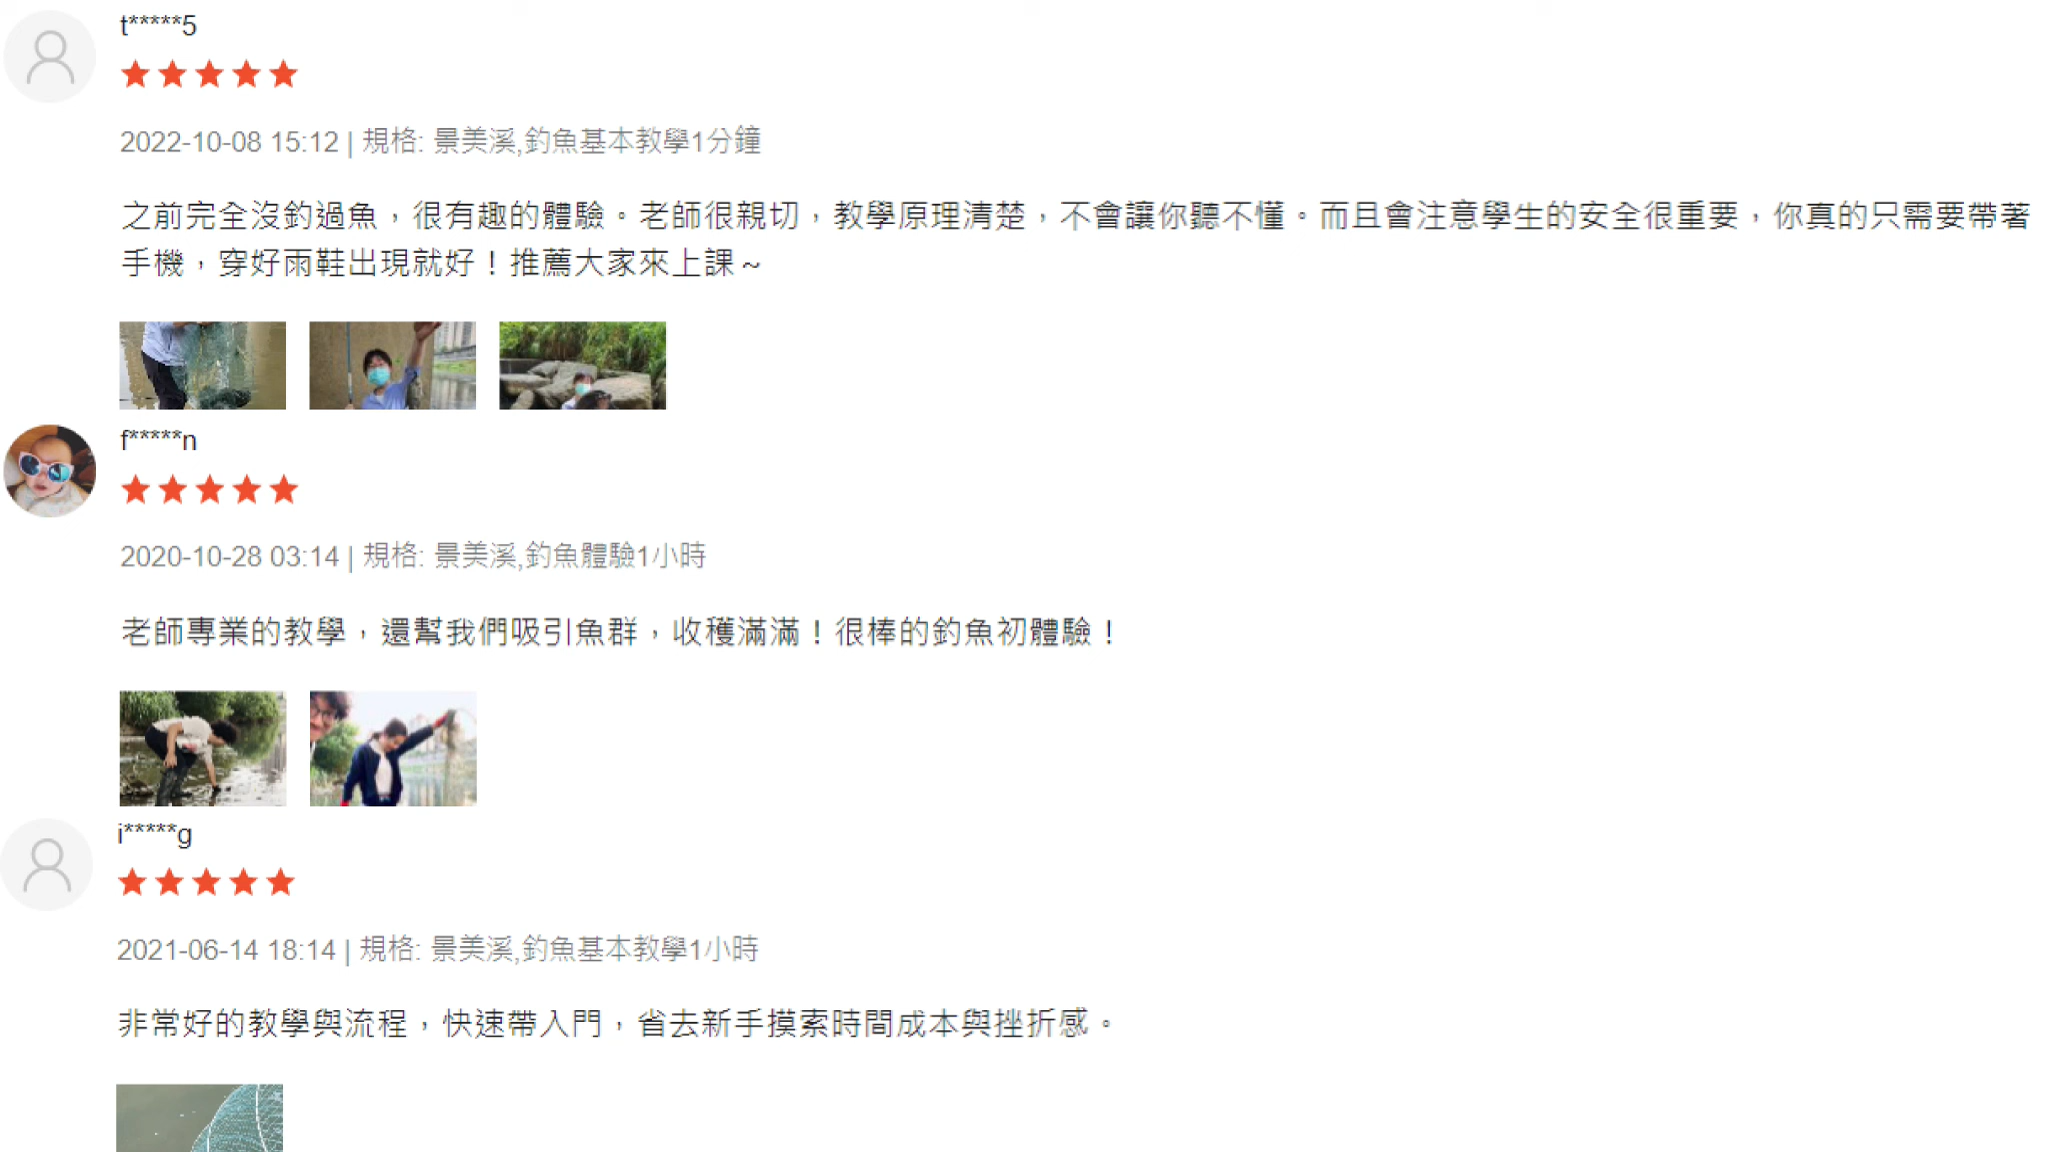 t*****5
2022-10-08 15:12 | 規格: 景美溪,釣魚基本教學1分鐘
之前完全沒釣過魚，很有趣的體驗。老師很親切，教學原理清楚，不會讓你聽不懂。而且會注意學生的安全很重要，你真的只需要帶著
手機，穿好雨鞋出現就好！推薦大家來上課～
f*****n
2020-10-28 03:14 | 規格: 景美溪,釣魚體驗1小時
老師專業的教學，還幫我們吸引魚群，收穫滿滿！很棒的釣魚初體驗！
i*****g
2021-06-14 18:14 | 規格: 景美溪,釣魚基本教學1小時
非常好的教學與流程，快速帶入門，省去新手摸索時間成本與挫折感。